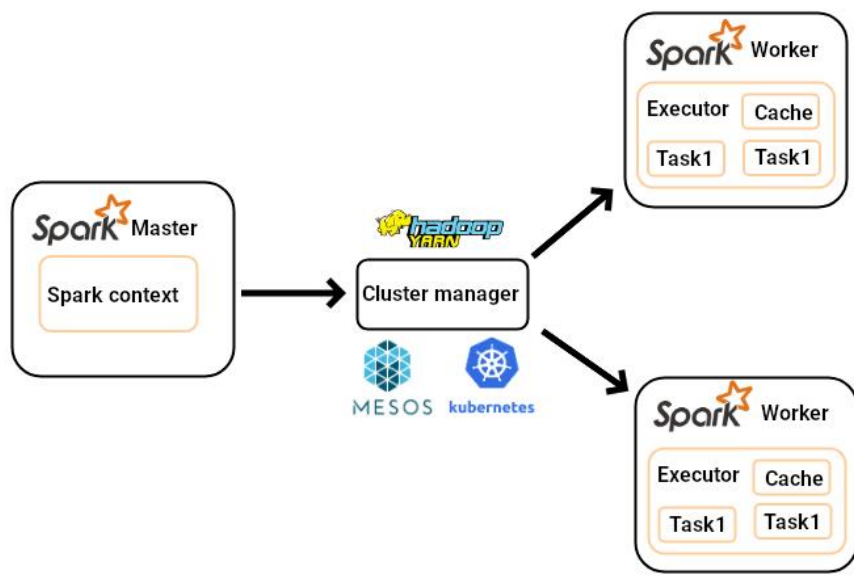 Spark Master
Spark context
hadoop
YARN
Cluster manager
MESOS
kubernetes
Spark Worker
Executor
Cache
Task1
Task1
Spark Worker
Executor
Cache
Task1
Task1